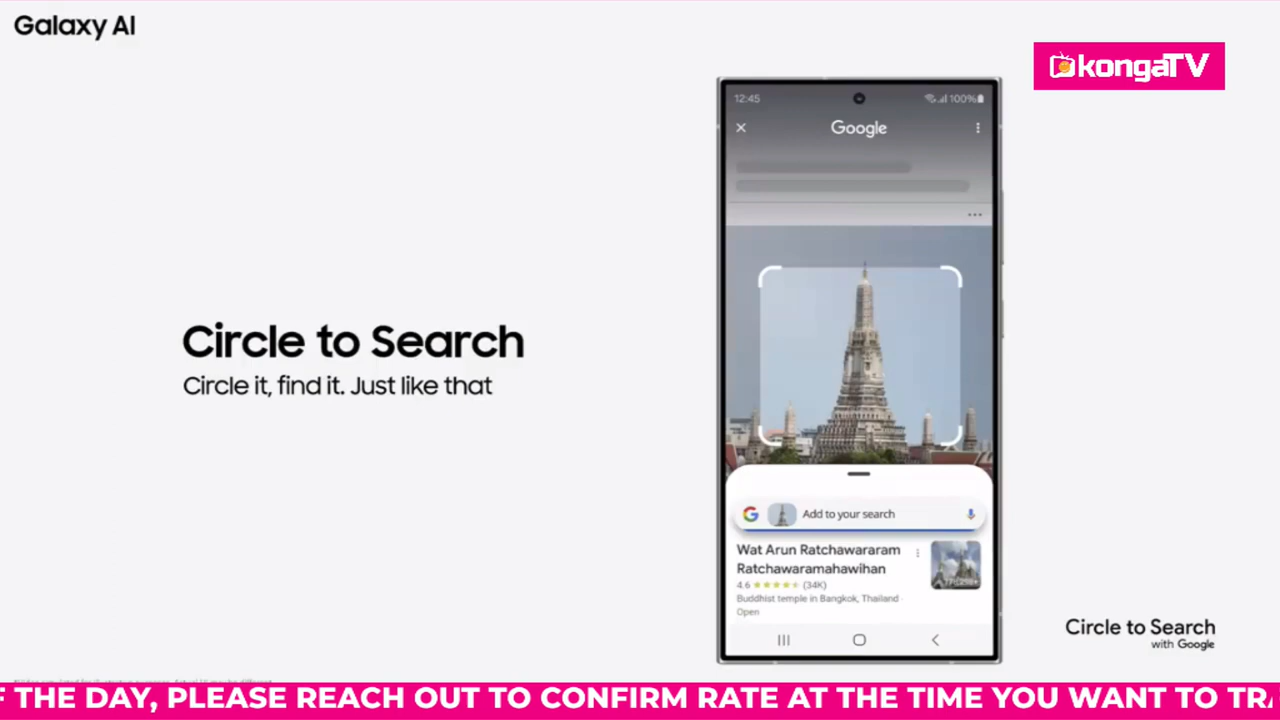 Galaxy AI
kongaTV
12:45
100%
Google
Circle to Search
Circle it, find it. Just like that
Add to your search
Wat Arun Ratchawararam
Ratchawaramahawihan
4.6 (34K)
Buddhist temple in Bangkok, Thailand ·
Open
Circle to Search
with Google
THE DAY, PLEASE REACH OUT TO CONFIRM RATE AT THE TIME YOU WANT TO